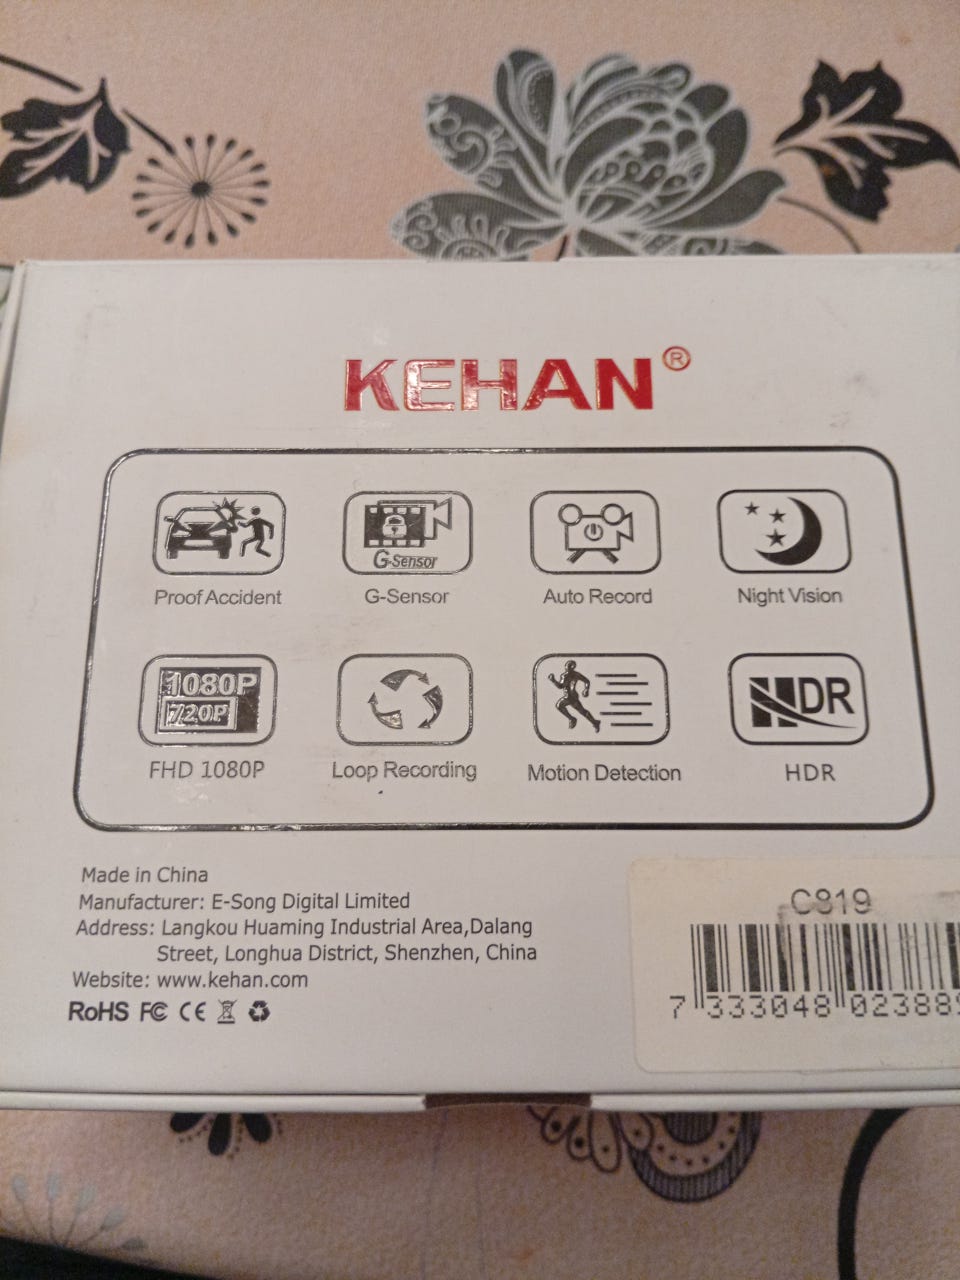 KEHAN®
G-Sensor
Proof Accident
G-Sensor
Auto Record
Night Vision
1080P
720P
HDR
FHD 1080P
Loop Recording
Motion Detection
HDR
Made in China
Manufacturer: E-Song Digital Limited
Address: Langkou Huaming Industrial Area,Dalang
Street, Longhua District, Shenzhen, China
Website: www.kehan.com
RoHS FC CE
C819
7 333048 02388